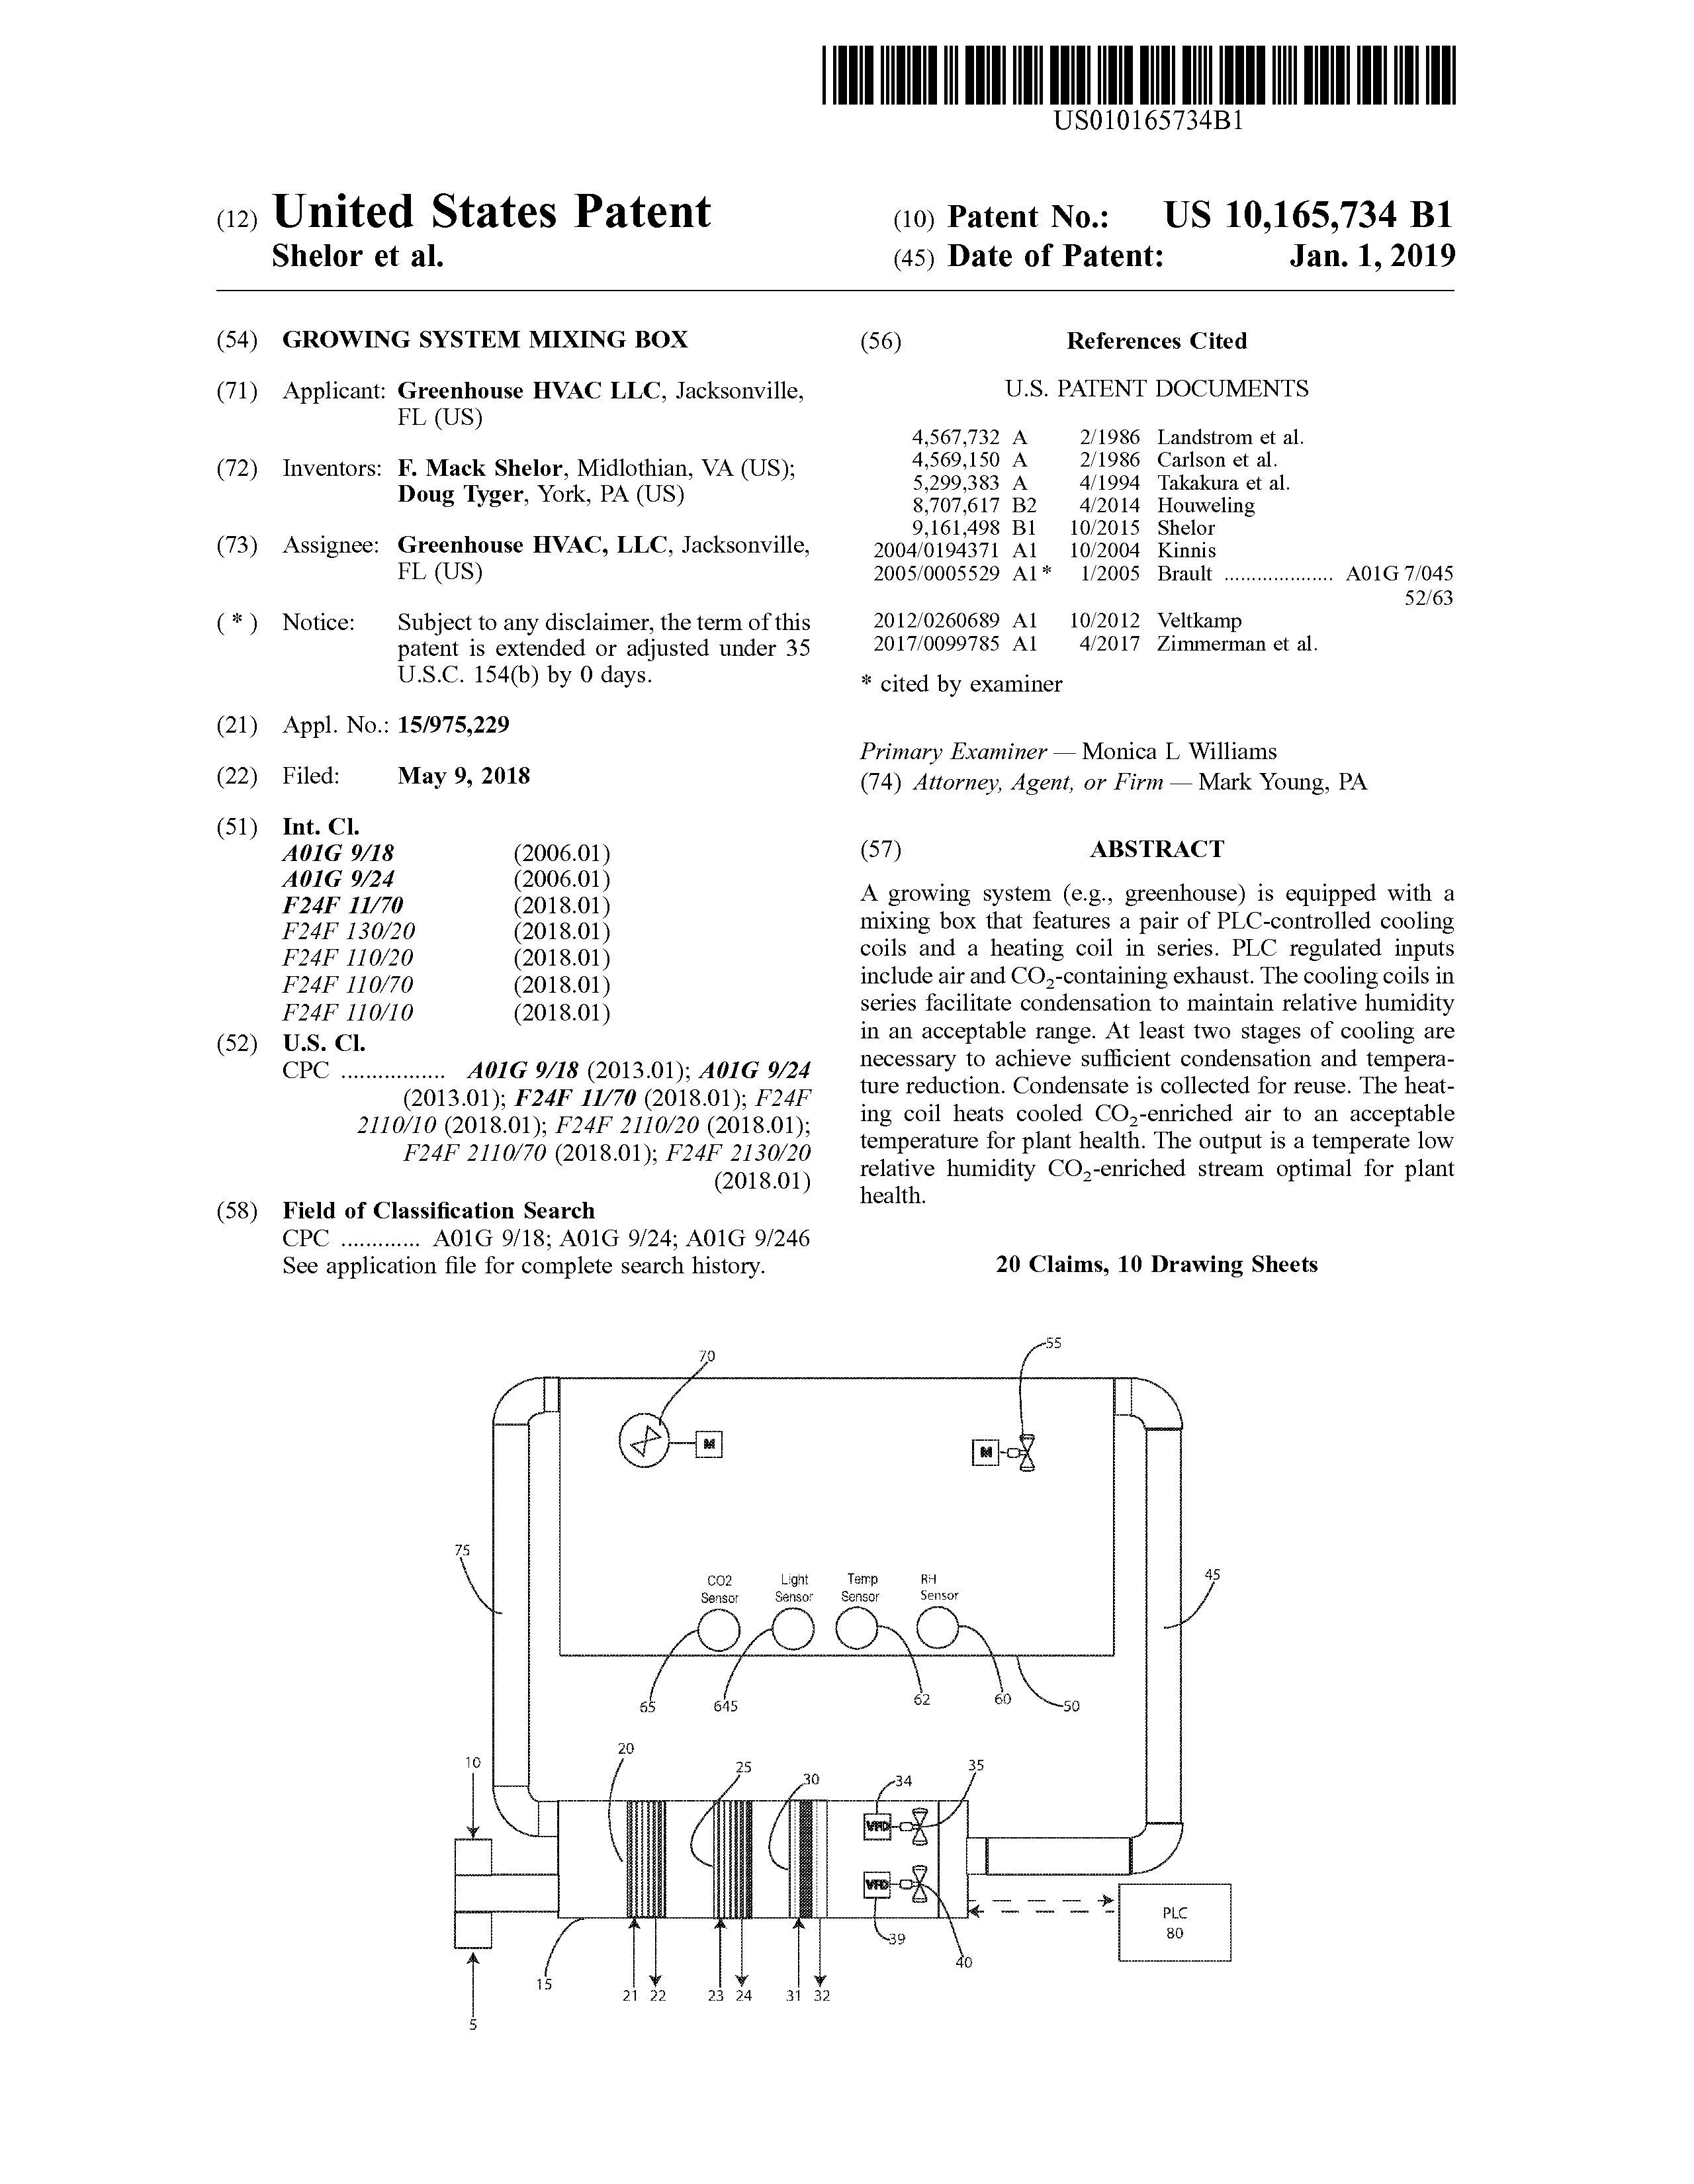 US010165734B1
(12) United States Patent
Shelor et al.
(10) Patent No.: US 10,165,734 B1
(45) Date of Patent: Jan. 1, 2019
(54) GROWING SYSTEM MIXING BOX
(71) Applicant: Greenhouse HVAC LLC, Jacksonville,
FL (US)
(72) Inventors: F. Mack Shelor, Midlothian, VA (US);
Doug Tyger, York, PA (US)
(73) Assignee: Greenhouse HVAC, LLC, Jacksonville,
FL (US)
( * ) Notice: Subject to any disclaimer, the term of this
patent is extended or adjusted under 35
U.S.C. 154(b) by 0 days.
(21) Appl. No.: 15/975,229
(22) Filed: May 9, 2018
(51) Int. Cl.
A01G 9/18 (2006.01)
A01G 9/24 (2006.01)
F24F 11/70 (2018.01)
F24F 130/20 (2018.01)
F24F 110/20 (2018.01)
F24F 110/70 (2018.01)
F24F 110/10 (2018.01)
(52) U.S. Cl.
CPC ................. A01G 9/18 (2013.01); A01G 9/24
(2013.01); F24F 11/70 (2018.01); F24F
2110/10 (2018.01); F24F 2110/20 (2018.01);
F24F 2110/70 (2018.01); F24F 2130/20
(2018.01)
(58) Field of Classification Search
CPC ............. A01G 9/18; A01G 9/24; A01G 9/246
See application file for complete search history.
(56) References Cited
U.S. PATENT DOCUMENTS
4,567,732 A 2/1986 Landstrom et al.
4,569,150 A 2/1986 Carlson et al.
5,299,383 A 4/1994 Takakura et al.
8,707,617 B2 4/2014 Houweling
9,161,498 B1 10/2015 Shelor
2004/0194371 A1 10/2004 Kinnis
2005/0005529 A1* 1/2005 Brault .................... A01G 7/045
52/63
2012/0260689 A1 10/2012 Veltkamp
2017/0099785 A1 4/2017 Zimmerman et al.
* cited by examiner
Primary Examiner — Monica L Williams
(74) Attorney, Agent, or Firm — Mark Young, PA
(57) ABSTRACT
A growing system (e.g., greenhouse) is equipped with a
mixing box that features a pair of PLC-controlled cooling
coils and a heating coil in series. PLC regulated inputs
include air and CO₂-containing exhaust. The cooling coils in
series facilitate condensation to maintain relative humidity
in an acceptable range. At least two stages of cooling are
necessary to achieve sufficient condensation and tempera-
ture reduction. Condensate is collected for reuse. The heat-
ing coil heats cooled CO₂-enriched air to an acceptable
temperature for plant health. The output is a temperate low
relative humidity CO₂-enriched stream optimal for plant
health.
20 Claims, 10 Drawing Sheets
70
55
M
M
75
45
CO2
Sensor
Light
Sensor
Temp
Sensor
RH
Sensor
65
645
62
60
50
10
20
25
30
34
35
VFD
VFD
39
40
PLC
80
15
21
22
23
24
31
32
5